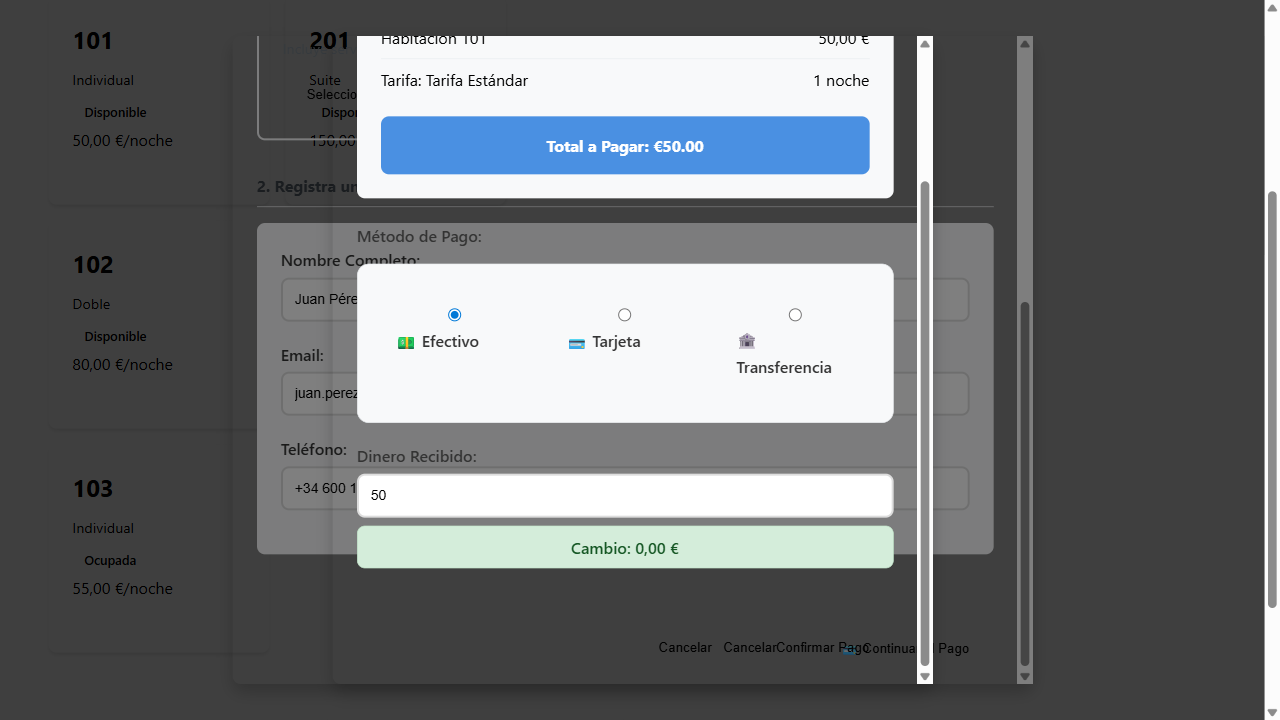 101
Individual
Disponible
50,00 €/noche
102
Doble
Disponible
80,00 €/noche
103
Individual
Ocupada
55,00 €/noche
201
Suite
Seleccio
Dispor
150,00
2. Registra un
Nombre Completo:
Juan Pére
Email:
juan.perez
Teléfono:
+34 600 1
Habitación 101 50,00 €
Tarifa: Tarifa Estándar 1 noche
Total a Pagar: €50.00
Método de Pago:
Efectivo Tarjeta
Transferencia
Dinero Recibido:
50
Cambio: 0,00 €
Cancelar Cancelar Confirmar Pago Continua l Pago